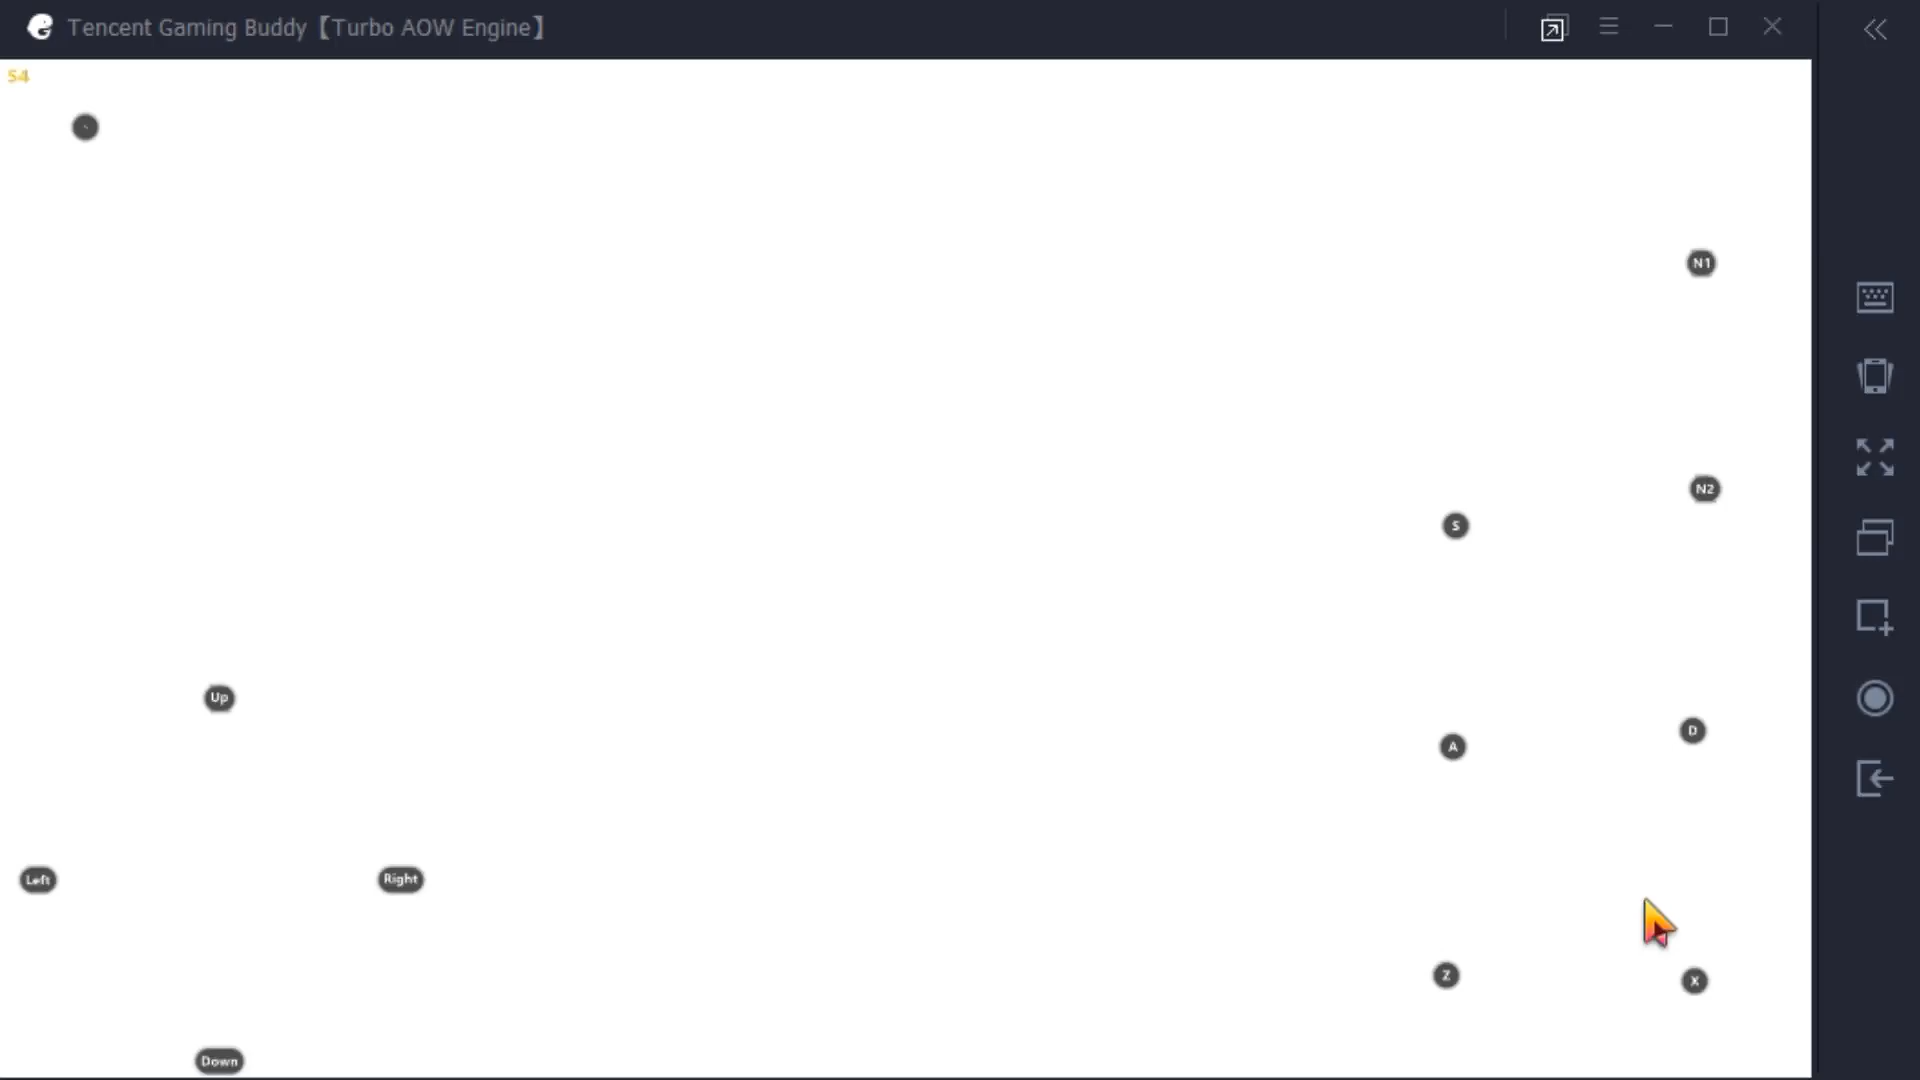 Tencent Gaming Buddy【Turbo AOW Engine】
54
N1
N2
S
Up
D
A
Left
Right
Z
X
Down